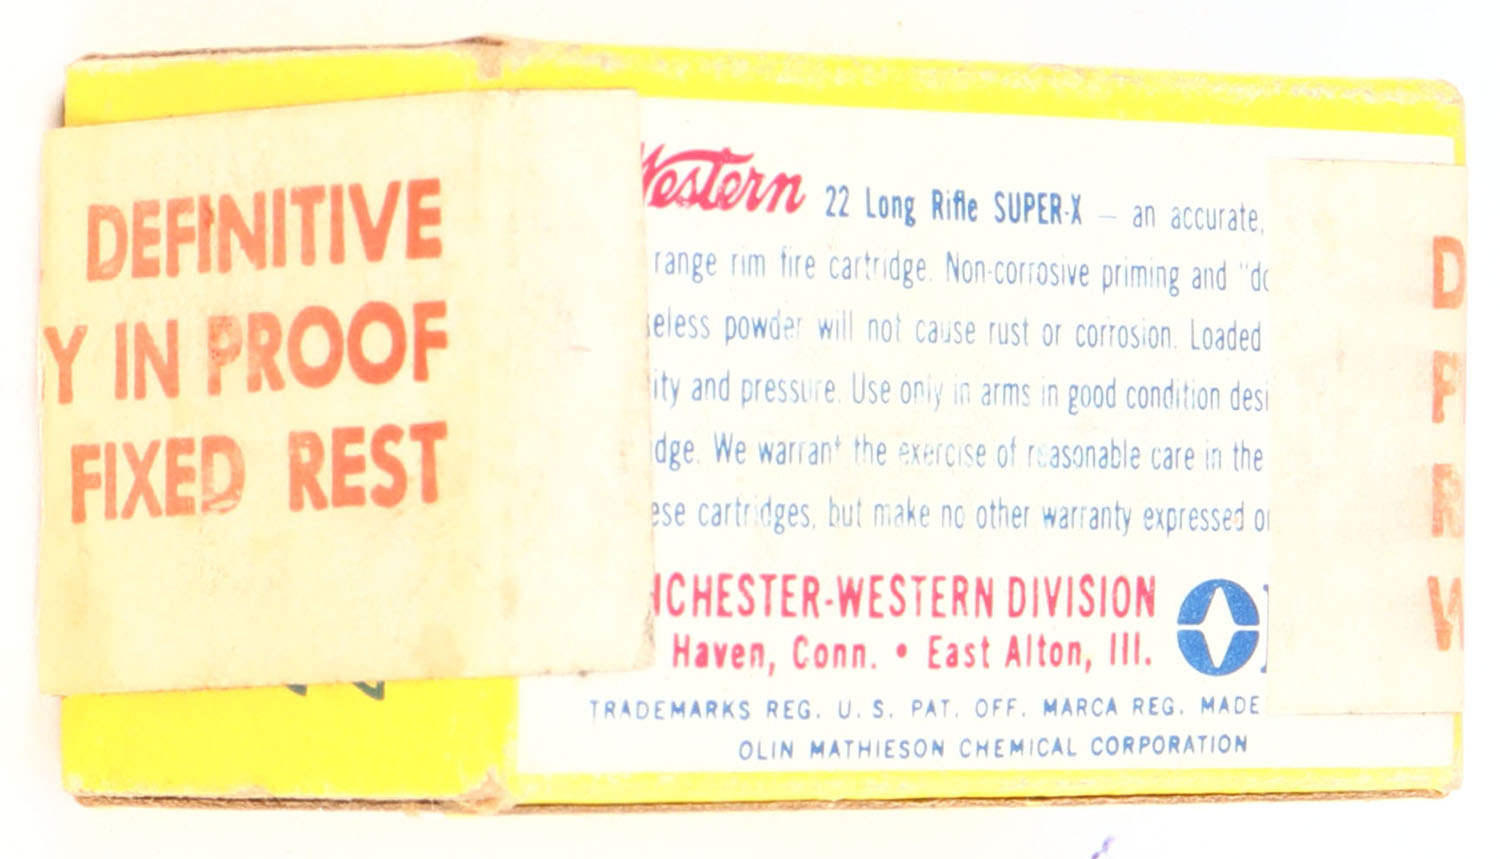 DEFINITIVE
Y IN PROOF
FIXED REST
Western 22 Long Rifle SUPER-X — an accurate,
range rim fire cartridge. Non-corrosive priming and "do
eless powder will not cause rust or corrosion. Loaded
ity and pressure. Use only in arms in good condition desi
dge. We warrant the exercise of reasonable care in the
ese cartridges, but make no other warranty expressed o
CHESTER-WESTERN DIVISION
Haven, Conn. • East Alton, Ill.
TRADEMARKS REG. U. S. PAT. OFF. MARCA REG. MADE
OLIN MATHIESON CHEMICAL CORPORATION
D
P
R
W